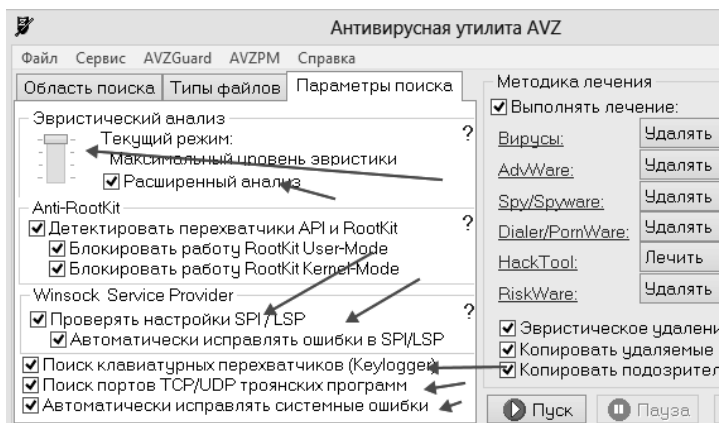 Антивирусная утилита AVZ
Файл Сервис AVZGuard AVZPM Справка
Область поиска Типы файлов Параметры поиска
Эвристический анализ
Текущий режим:
Максимальный уровень эвристики
Расширенный анализ
?
Anti-RootKit
Детектировать перехватчики API и RootKit
?
Блокировать работу RootKit User-Mode
Блокировать работу RootKit Kernel-Mode
Winsock Service Provider
Проверять настройки SPI / LSP
?
Автоматически исправлять ошибки в SPI/LSP
Поиск клавиатурных перехватчиков (Keylogger)
Поиск портов TCP/UDP троянских программ
Автоматически исправлять системные ошибки
Методика лечения
Выполнять лечение:
Вирусы: Удалять
AdvWare: Удалять
Spy/Spyware: Удалять
Dialer/PornWare: Удалять
HackTool: Лечить
RiskWare: Удалять
Эвристическое удалени
Копировать удаляемые
Копировать подозрител
Пуск Пауза